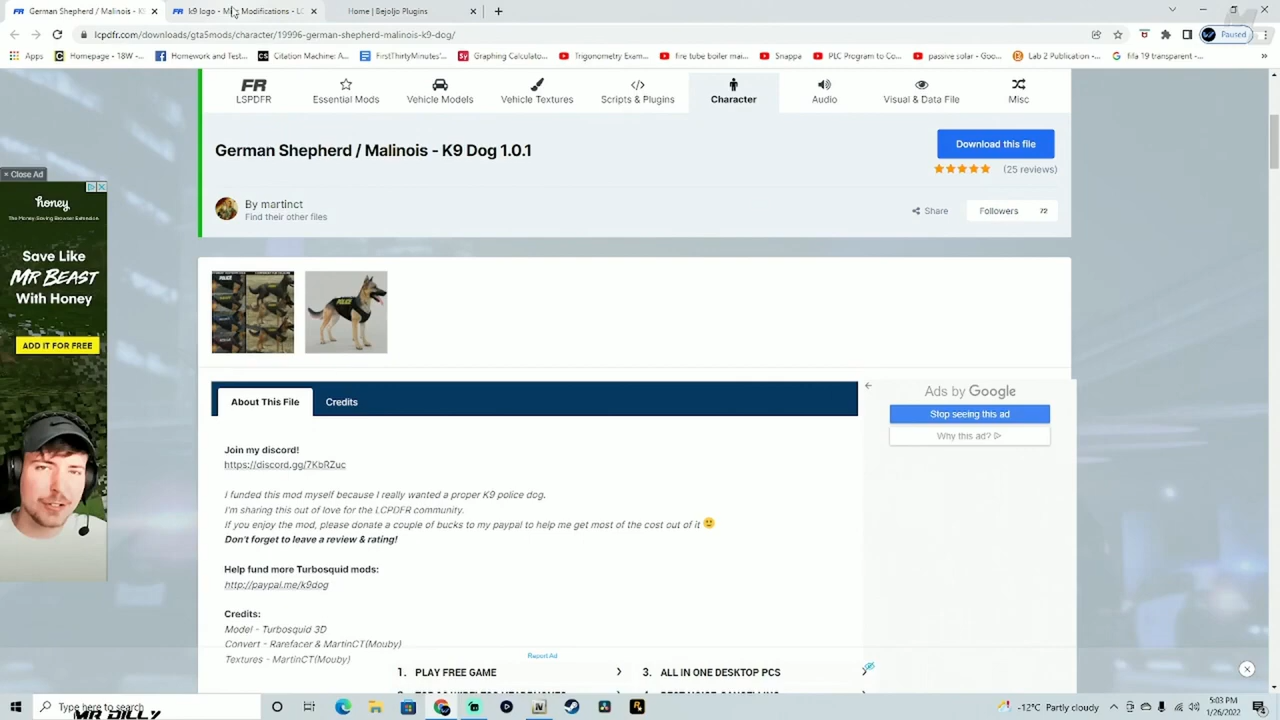 German Shepherd / Malinois - K
k9 logo - M Modifications - LC
Home | Bejoljo Plugins
lcpdfr.com/downloads/gta5mods/character/19996-german-shepherd-malinois-k9-dog/
Paused
Apps
Homepage - 18W -...
Homework and Test...
Citation Machine: A...
FirstThirtyMinutes'...
Graphing Calculato...
Trigonometry Exam...
fire tube boiler mai...
Snappa
PLC Program to Co...
passive solar - Goo...
Lab 2 Publication -...
fifa 19 transparent -...
LSPDFR
Essential Mods
Vehicle Models
Vehicle Textures
Scripts & Plugins
Character
Audio
Visual & Data File
Misc
German Shepherd / Malinois - K9 Dog 1.0.1
Download this file
(25 reviews)
By martinct
Find their other files
Share
Followers 72
× Close Ad
honey
The Money-Saving Browser Extension
Save Like
MR BEAST
With Honey
ADD IT FOR FREE
POLICE
About This File
Credits
Ads by Google
Stop seeing this ad
Why this ad?
Join my discord!
https://discord.gg/7KbRZuc
I funded this mod myself because I really wanted a proper K9 police dog.
I'm sharing this out of love for the LCPDFR community.
If you enjoy the mod, please donate a couple of bucks to my paypal to help me get most of the cost out of it
Don't forget to leave a review & rating!
Help fund more Turbosquid mods:
http://paypal.me/k9dog
Credits:
Model - Turbosquid 3D
Convert - Rarefacer & MartinCT(Mouby)
Textures - MartinCT(Mouby)
Report Ad
1. PLAY FREE GAME
3. ALL IN ONE DESKTOP PCS
Type here to search
MR DILLY
-12°C Partly cloudy
5:03 PM
1/26/2022